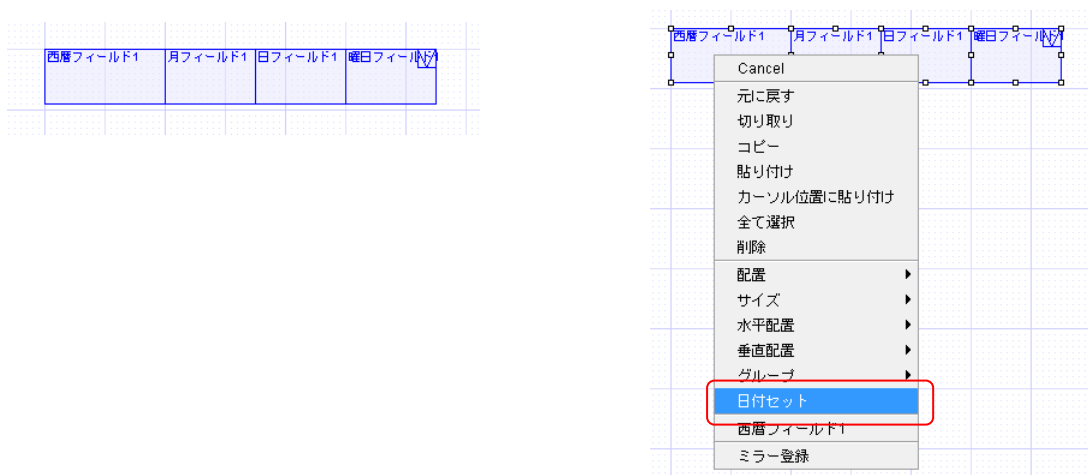 西暦フィールド1 月フィールド1 日フィールド1 曜日フィールド1
西暦フィールド1 月フィールド1 日フィールド1 曜日フィールド1
Cancel
元に戻す
切り取り
コピー
貼り付け
カーソル位置に貼り付け
全て選択
削除
配置
サイズ
水平配置
垂直配置
グループ
日付セット
西暦フィールド1
ミラー登録